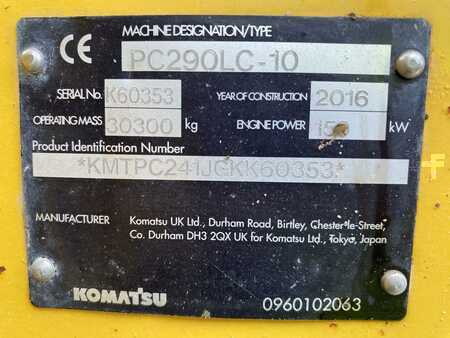 CE
MACHINE DESIGNATION/TYPE
PC290LC-10
SERIAL No. K60353 YEAR OF CONSTRUCTION 2016
OPERATING MASS 30300 kg ENGINE POWER kW
Product Identification Number
*KMTPC241JGKK60353*
MANUFACTURER Komatsu UK Ltd., Durham Road, Birtley, Chester-le-Street,
Co. Durham DH3 2QX UK for Komatsu Ltd., Tokyo, Japan
KOMATSU 0960102063